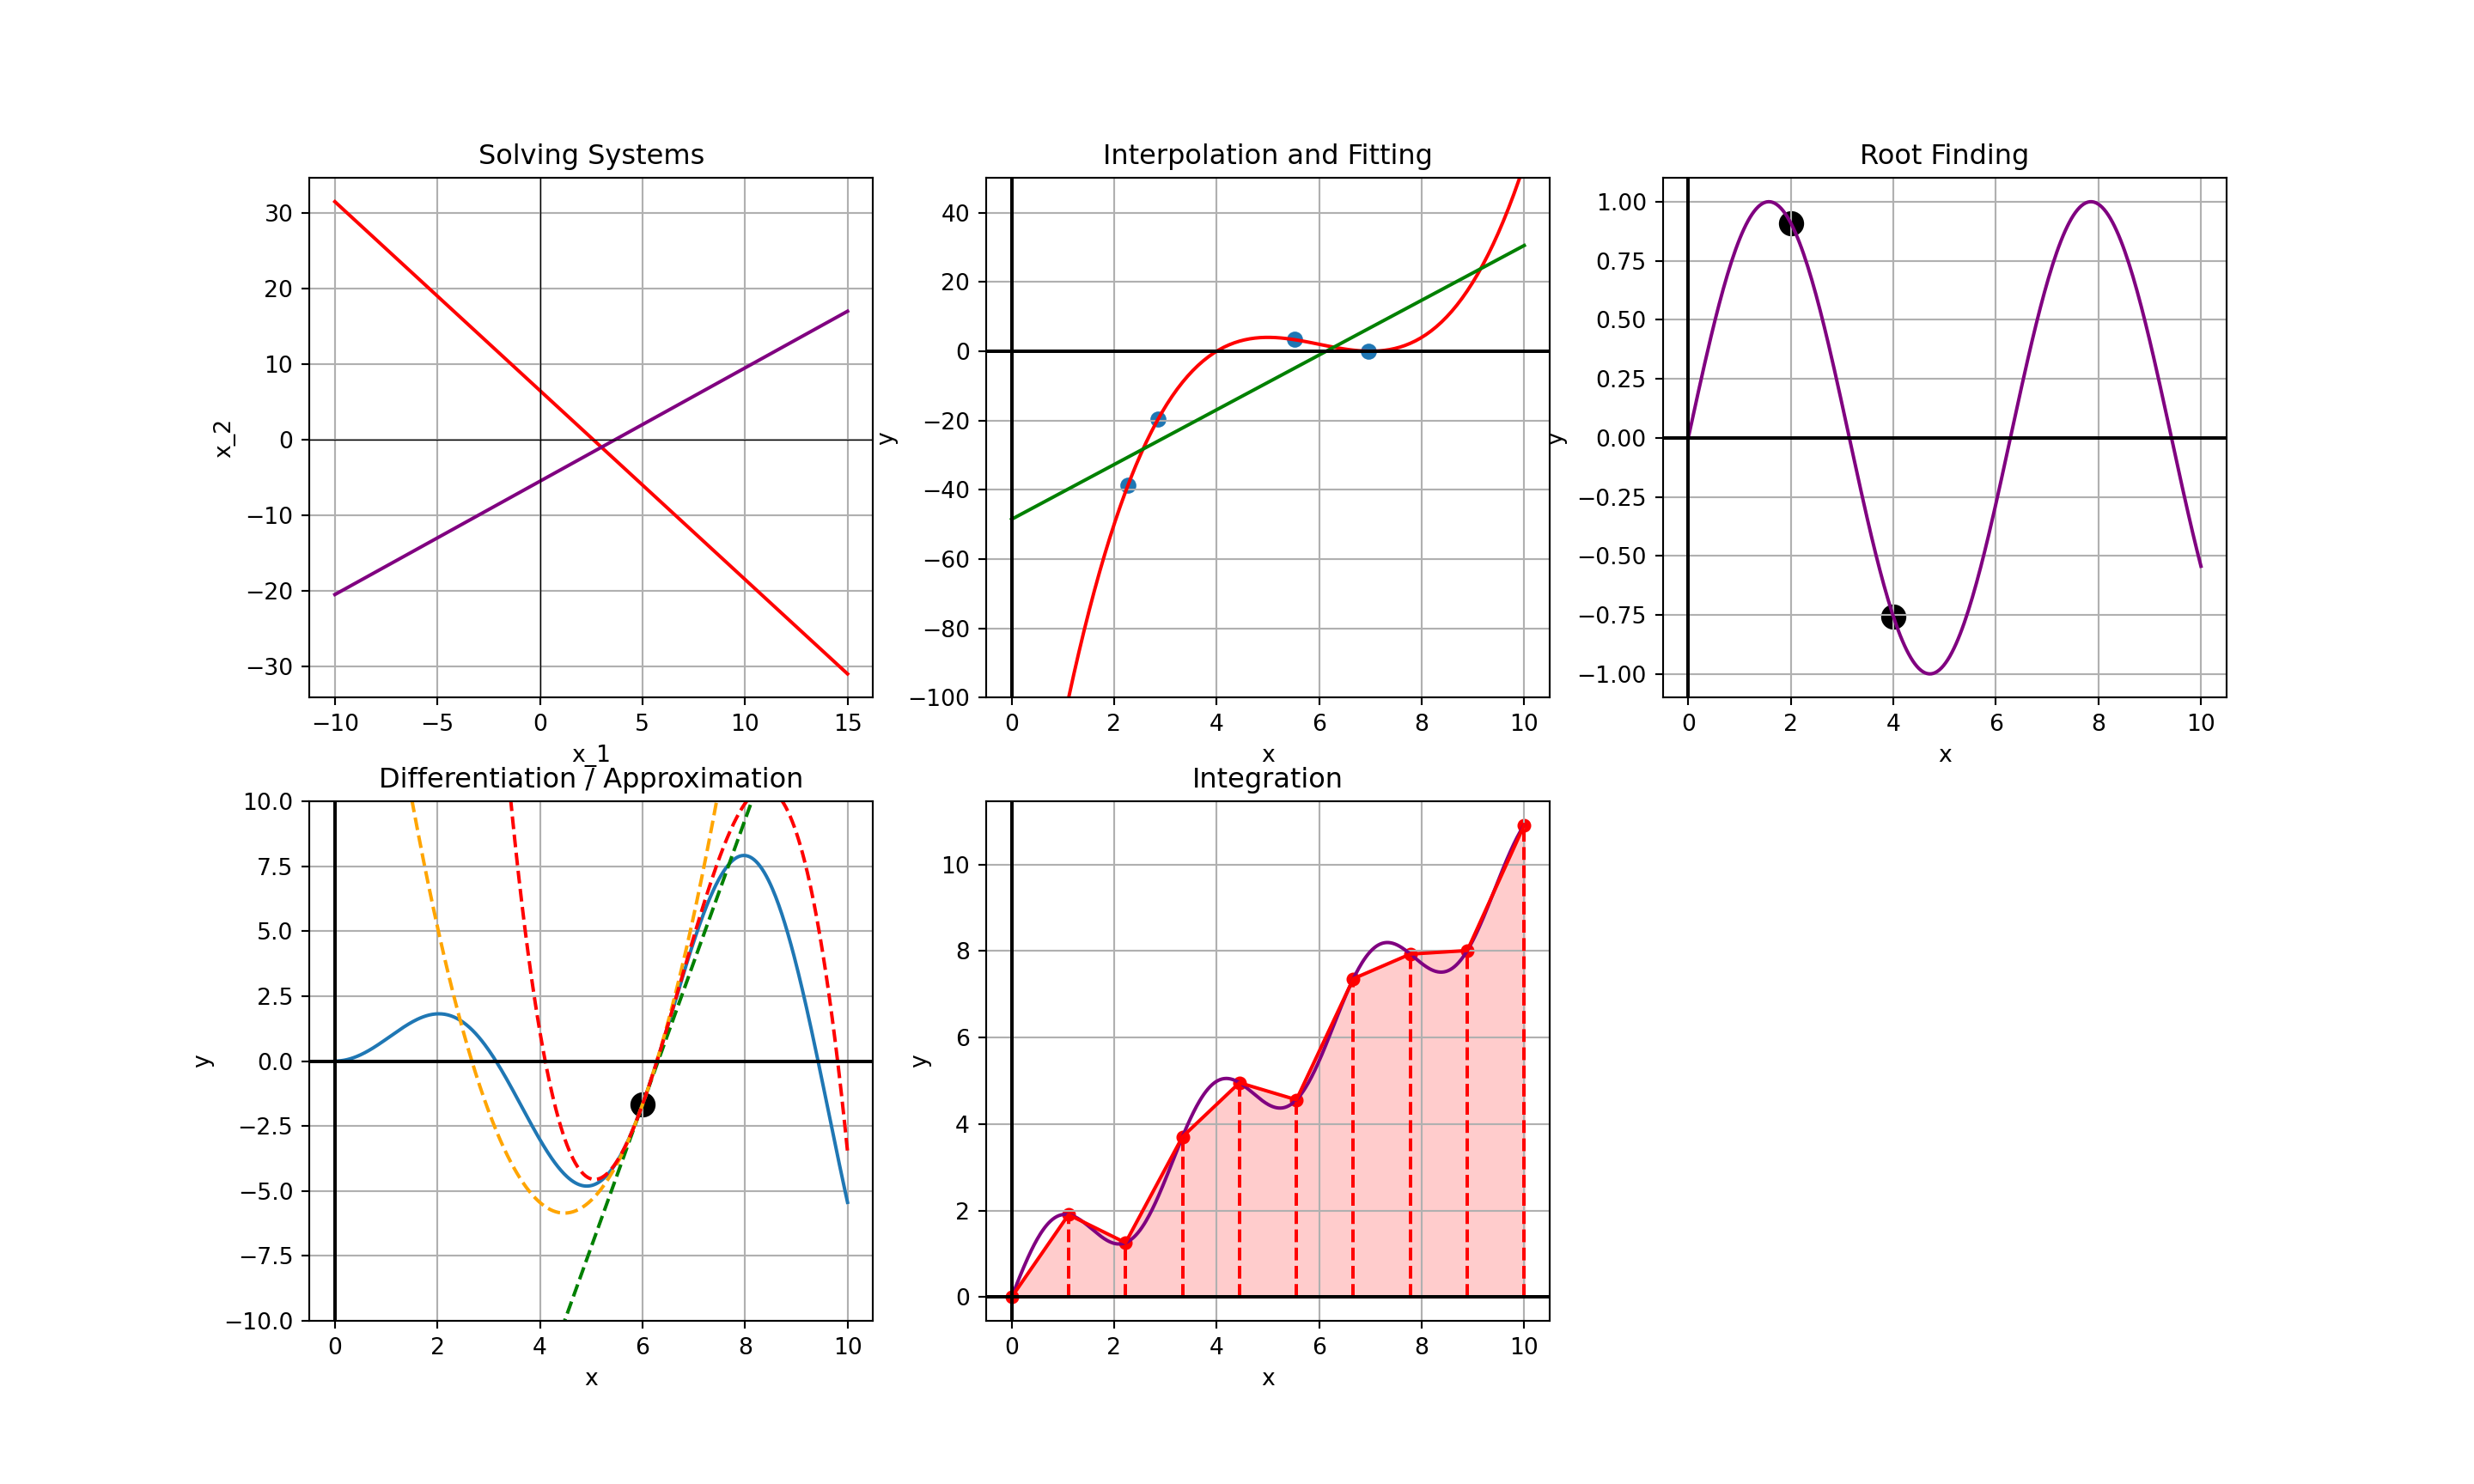 Solving Systems
30
20
10
0
−10
−20
−30
x_2
−10 −5 0 5 10 15
x_1
Interpolation and Fitting
40
20
0
−20
−40
−60
−80
−100
y
0 2 4 6 8 10
x
Root Finding
1.00
0.75
0.50
0.25
0.00
−0.25
−0.50
−0.75
−1.00
y
0 2 4 6 8 10
x
Differentiation / Approximation
10.0
7.5
5.0
2.5
0.0
−2.5
−5.0
−7.5
−10.0
y
0 2 4 6 8 10
x
Integration
10
8
6
4
2
0
y
0 2 4 6 8 10
x